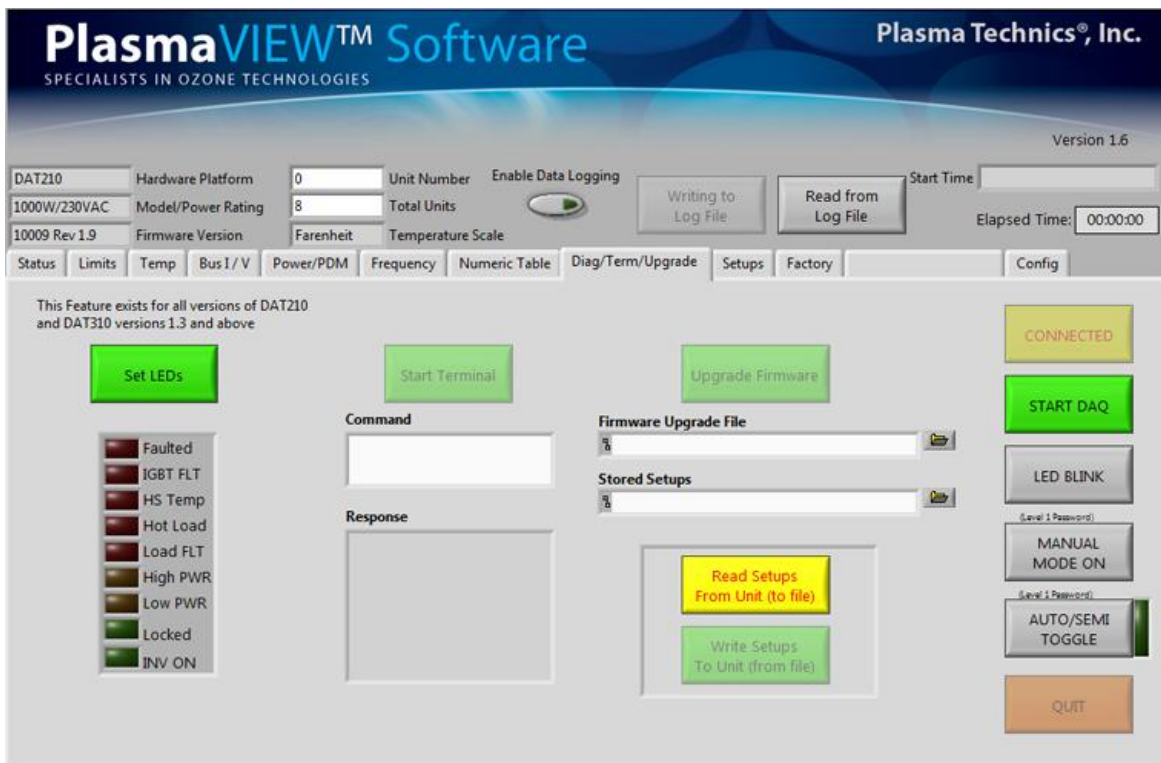 PlasmaVIEW™ Software
SPECIALISTS IN OZONE TECHNOLOGIES
Plasma Technics®, Inc.
Version 1.6
DAT210 Hardware Platform 0 Unit Number Enable Data Logging
1000W/230VAC Model/Power Rating 8 Total Units
10009 Rev 1.9 Firmware Version Farenheit Temperature Scale
Writing to
Log File
Read from
Log File
Start Time
Elapsed Time: 00:00:00
Status Limits Temp Bus I / V Power/PDM Frequency Numeric Table Diag/Term/Upgrade Setups Factory Config
This Feature exists for all versions of DAT210
and DAT310 versions 1.3 and above
Set LEDs
Faulted
IGBT FLT
HS Temp
Hot Load
Load FLT
High PWR
Low PWR
Locked
INV ON
Start Terminal
Command
Response
Upgrade Firmware
Firmware Upgrade File
Stored Setups
Read Setups
From Unit (to file)
Write Setups
To Unit (from file)
CONNECTED
START DAQ
LED BLINK
(Level 1 Password)
MANUAL
MODE ON
(Level 1 Password)
AUTO/SEMI
TOGGLE
QUIT